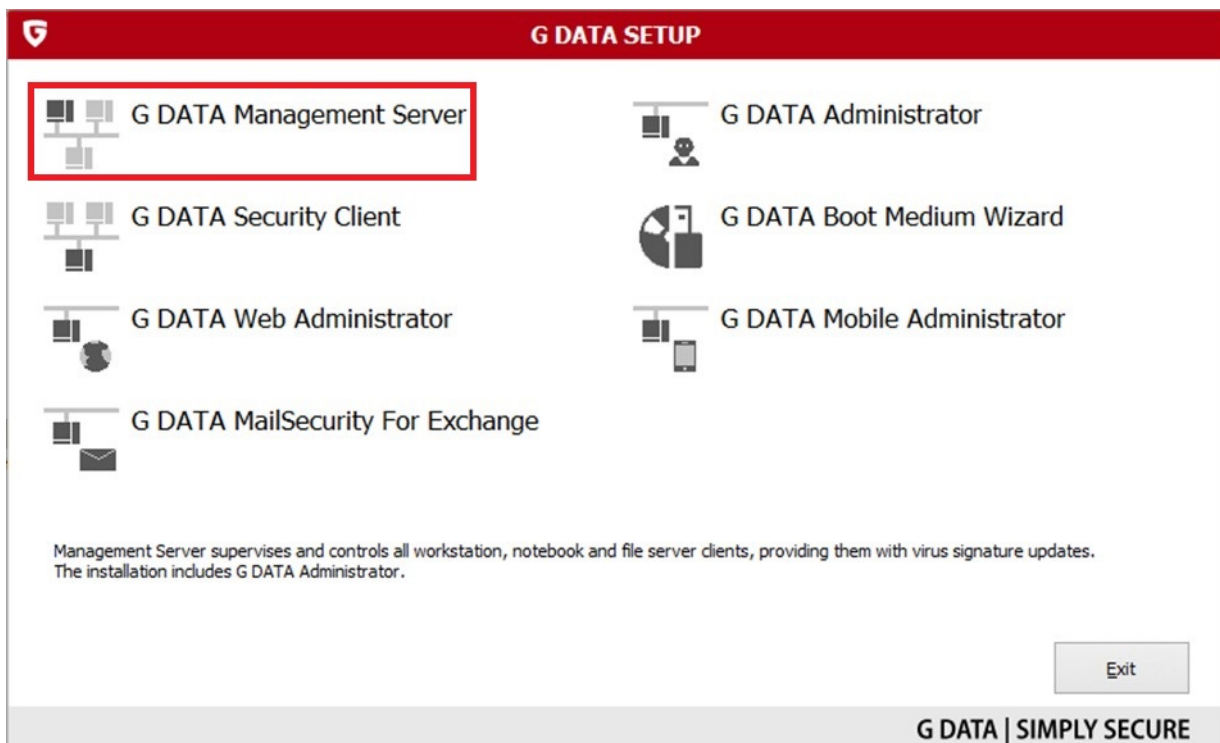 G DATA SETUP
G DATA Management Server
G DATA Administrator
G DATA Security Client
G DATA Boot Medium Wizard
G DATA Web Administrator
G DATA Mobile Administrator
G DATA MailSecurity For Exchange
Management Server supervises and controls all workstation, notebook and file server clients, providing them with virus signature updates.
The installation includes G DATA Administrator.
Exit
G DATA | SIMPLY SECURE